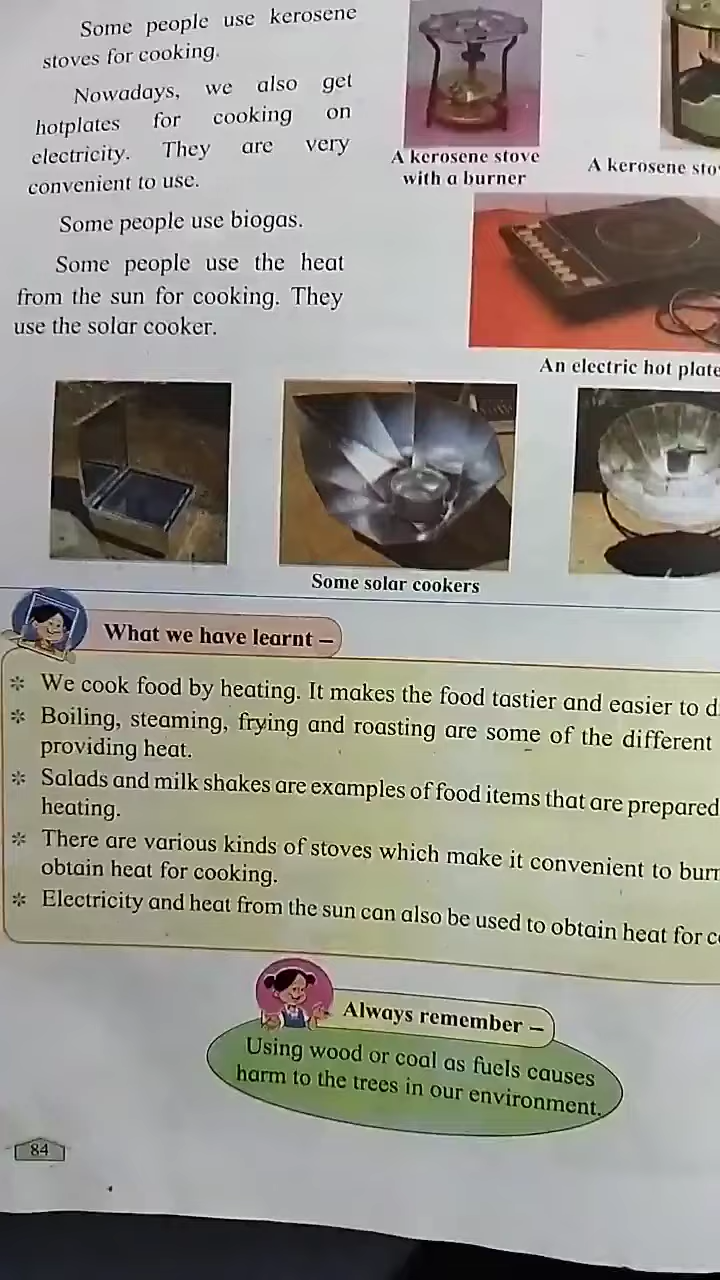 Some people use kerosene
stoves for cooking.
Nowadays, we also get
hotplates for cooking on
electricity. They are very
convenient to use.
Some people use biogas.
Some people use the heat
from the sun for cooking. They
use the solar cooker.
A kerosene stove
with a burner
A kerosene sto
An electric hot plate
Some solar cookers
What we have learnt –
* We cook food by heating. It makes the food tastier and easier to d
* Boiling, steaming, frying and roasting are some of the different
providing heat.
* Salads and milk shakes are examples of food items that are prepared
heating.
* There are various kinds of stoves which make it convenient to burn
obtain heat for cooking.
* Electricity and heat from the sun can also be used to obtain heat for c
Always remember –
Using wood or coal as fuels causes
harm to the trees in our environment.
84